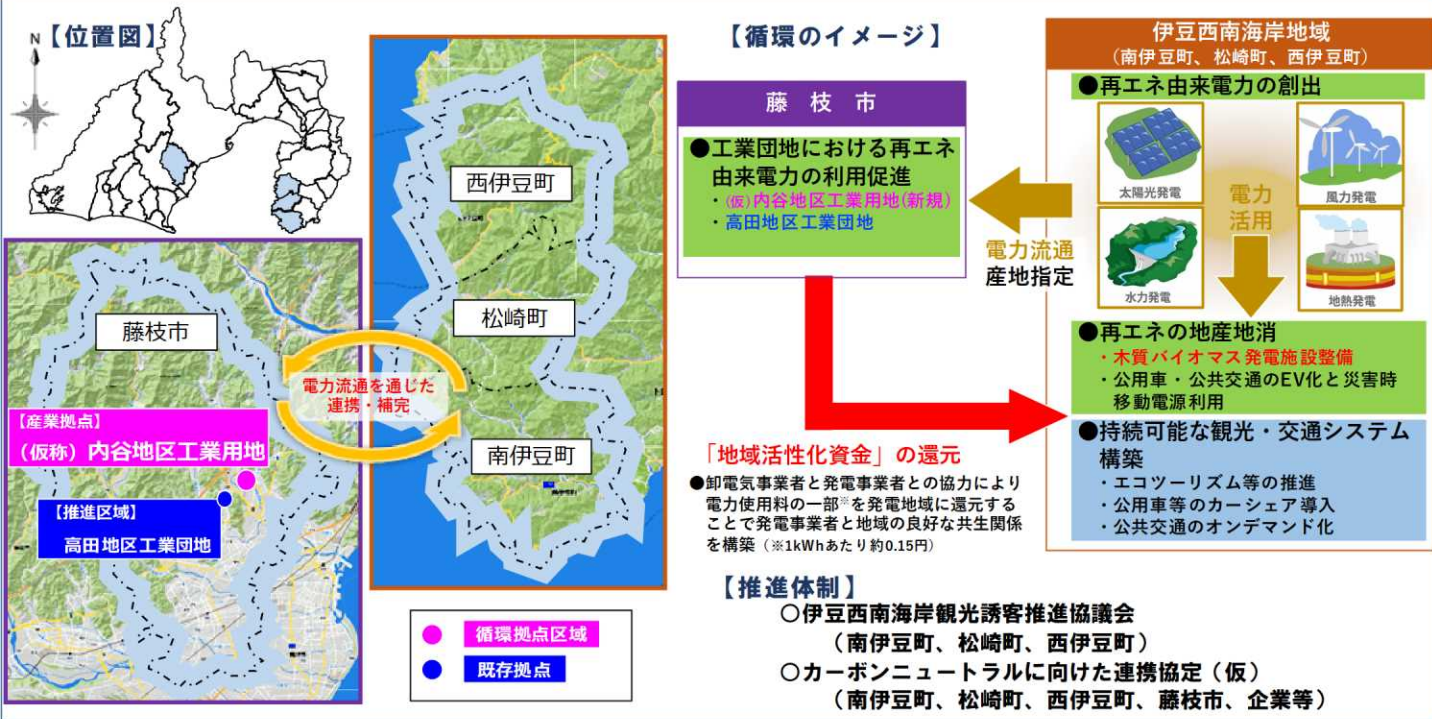 【位置図】
N
西伊豆町
松崎町
南伊豆町
藤枝市
電力流通を通じた
連携・補完
【産業拠点】
（仮称）内谷地区工業用地
【推進区域】
高田地区工業団地
循環拠点区域
既存拠点
【循環のイメージ】
藤 枝 市
●工業団地における再エネ
由来電力の利用促進
・(仮)内谷地区工業用地(新規)
・高田地区工業団地
電力流通
産地指定
伊豆西南海岸地域
（南伊豆町、松崎町、西伊豆町）
●再エネ由来電力の創出
太陽光発電
風力発電
電力
活用
水力発電
地熱発電
●再エネの地産地消
・木質バイオマス発電施設整備
・公用車・公共交通のEV化と災害時
移動電源利用
●持続可能な観光・交通システム
構築
・エコツーリズム等の推進
・公用車等のカーシェア導入
・公共交通のオンデマンド化
「地域活性化資金」の還元
●卸電気事業者と発電事業者との協力により
電力使用料の一部※を発電地域に還元する
ことで発電事業者と地域の良好な共生関係
を構築（※1kWhあたり約0.15円）
【推進体制】
○伊豆西南海岸観光誘客推進協議会
（南伊豆町、松崎町、西伊豆町）
○カーボンニュートラルに向けた連携協定（仮）
（南伊豆町、松崎町、西伊豆町、藤枝市、企業等）